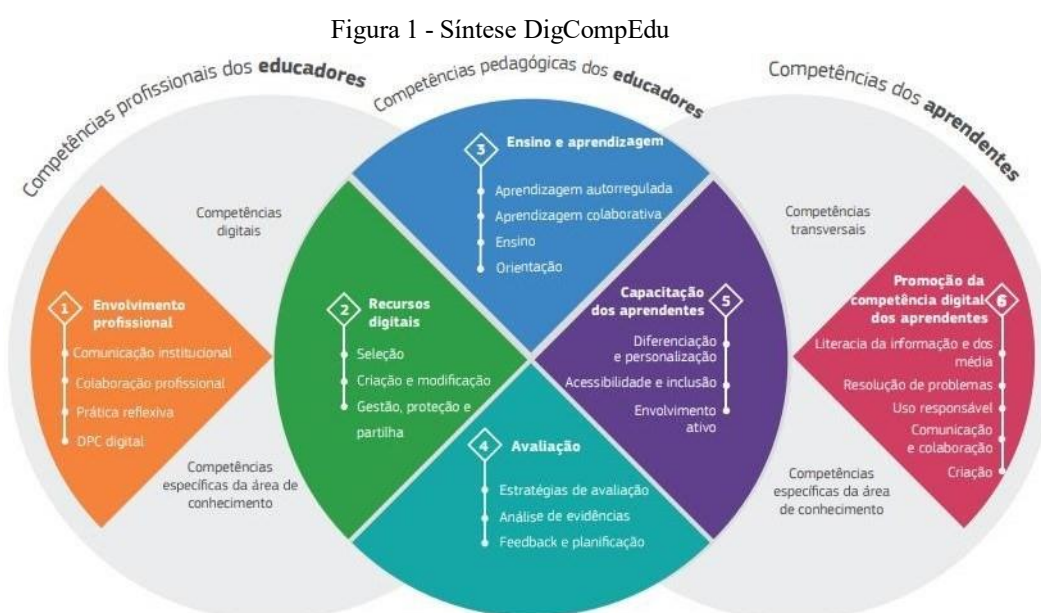 Figura 1 - Síntese DigCompEdu
Competências profissionais dos educadores
Competências pedagógicas dos educadores
Competências dos aprendentes
Competências
digitais
Competências
específicas da área de
conhecimento
1
Envolvimento
profissional
Comunicação institucional
Colaboração profissional
Prática reflexiva
DPC digital
2
Recursos
digitais
Seleção
Criação e modificação
Gestão, proteção e
partilha
3
Ensino e aprendizagem
Aprendizagem autorregulada
Aprendizagem colaborativa
Ensino
Orientação
4
Avaliação
Estratégias de avaliação
Análise de evidências
Feedback e planificação
5
Capacitação
dos aprendentes
Diferenciação
e personalização
Acessibilidade e inclusão
Envolvimento
ativo
Competências
transversais
Competências
específicas da área
de conhecimento
6
Promoção da
competência digital
dos aprendentes
Literacia da informação e dos
média
Resolução de problemas
Uso responsável
Comunicação
e colaboração
Criação